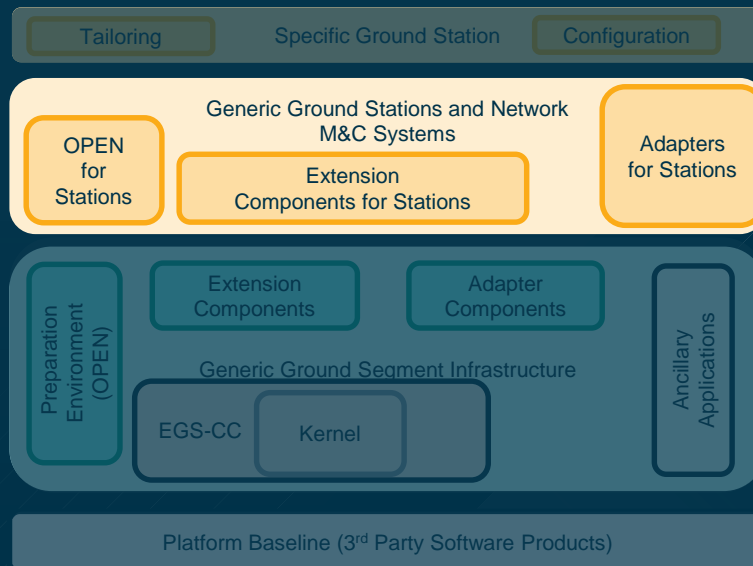 Tailoring
Specific Ground Station
Configuration
Generic Ground Stations and Network
M&C Systems
OPEN
for
Stations
Extension
Components for Stations
Adapters
for Stations
Preparation
Environment
(OPEN)
Extension
Components
Adapter
Components
Ancillary
Applications
Generic Ground Segment Infrastructure
EGS-CC
Kernel
Platform Baseline (3rd Party Software Products)